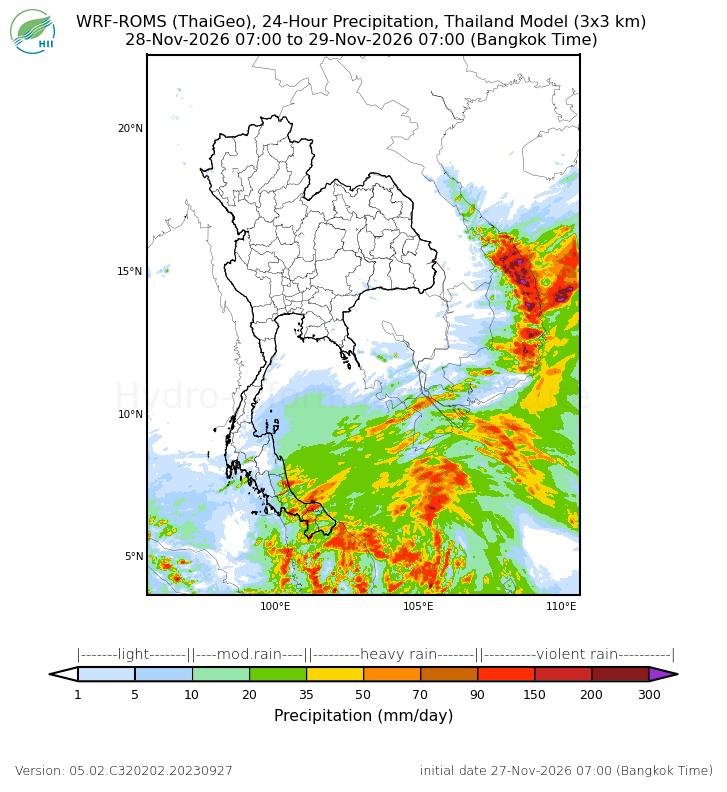 WRF-ROMS (ThaiGeo), 24-Hour Precipitation, Thailand Model (3x3 km)
28-Nov-2026 07:00 to 29-Nov-2026 07:00 (Bangkok Time)
HII
20°N
15°N
10°N
5°N
100°E 105°E 110°E
|-------light-------||----mod.rain----||---------heavy rain--------||-----------violent rain-----------|
1 5 10 20 35 50 70 90 150 200 300
Precipitation (mm/day)
Version: 05.02.C320202.20230927
initial date 27-Nov-2026 07:00 (Bangkok Time)